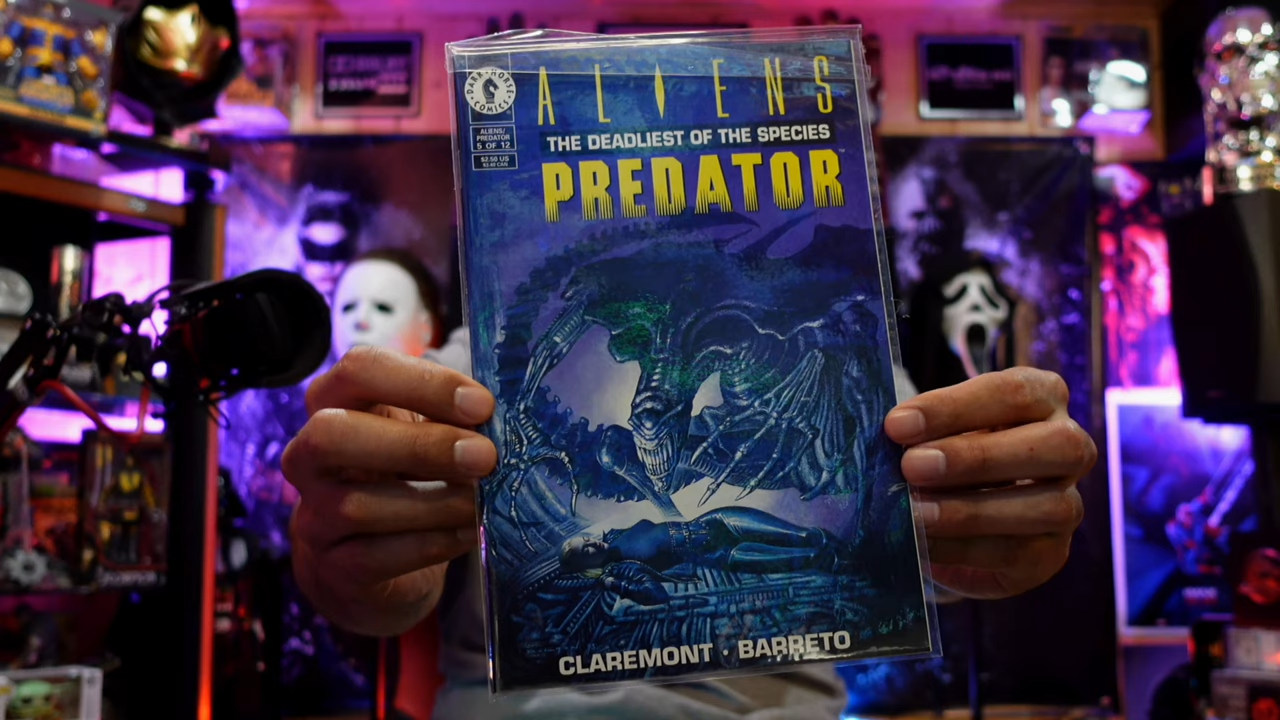 DARK HORSE COMICS
ALIENS
THE DEADLIEST OF THE SPECIES
ALIENS/
PREDATOR
5 OF 12
$2.50 US
PREDATOR
CLAREMONT · BARRETO